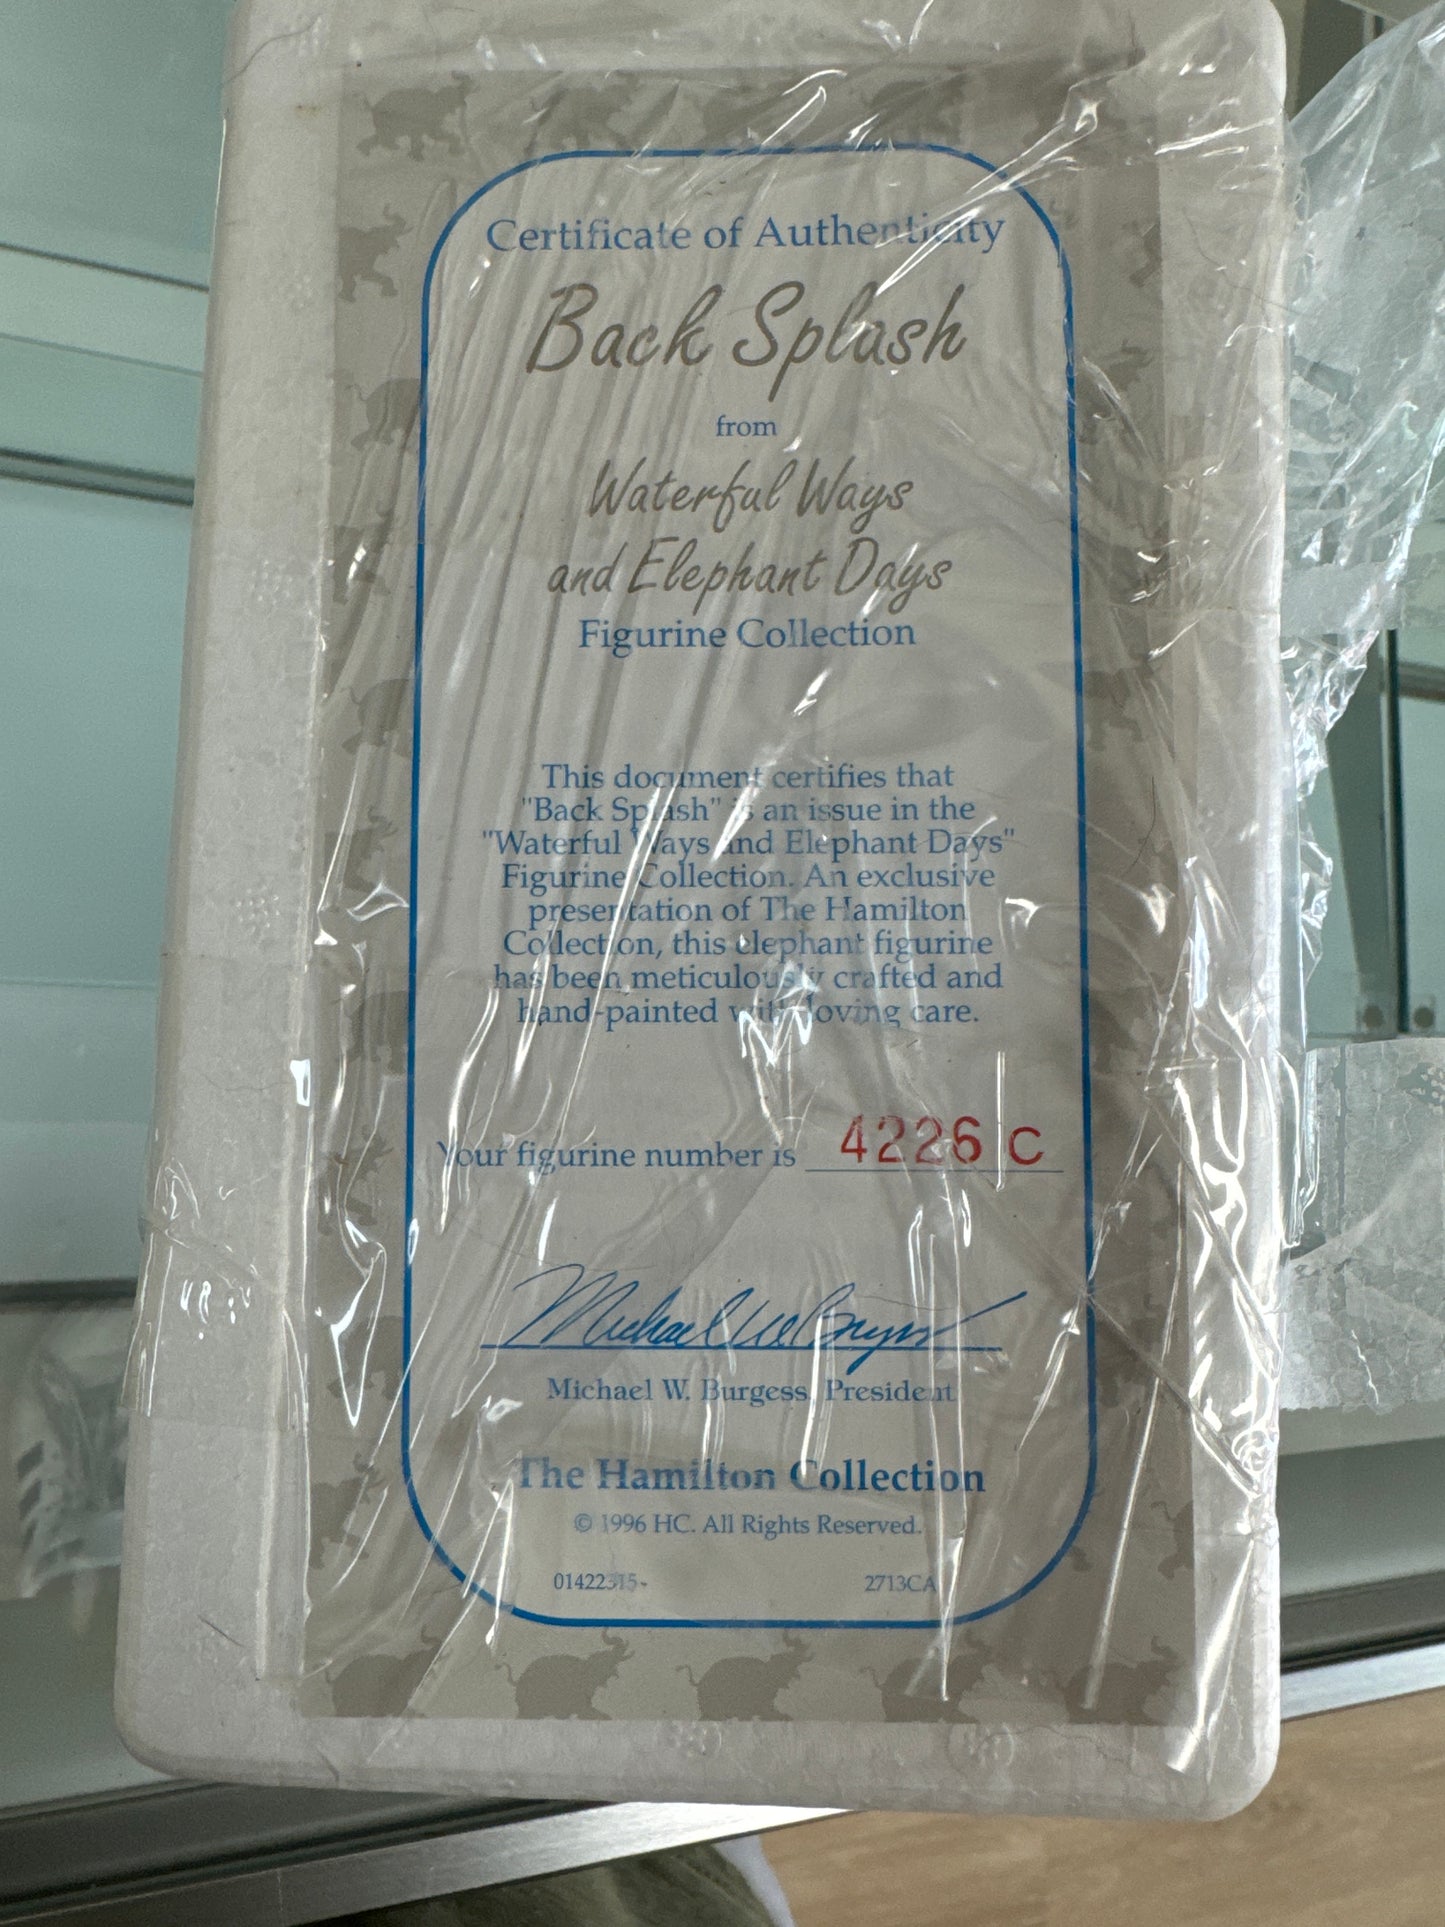 Certificate of Authenticity
Back Splash
from
Waterful Ways
and Elephant Days
Figurine Collection
This document certifies that
"Back Splash" is an issue in the
"Waterful Ways and Elephant Days"
Figurine Collection. An exclusive
presentation of The Hamilton
Collection, this elephant figurine
has been meticulously crafted and
hand-painted with loving care.
Your figurine number is 4226 C
Michael W. Burgess, President
The Hamilton Collection
© 1996 HC. All Rights Reserved.
01422315- 2713CA